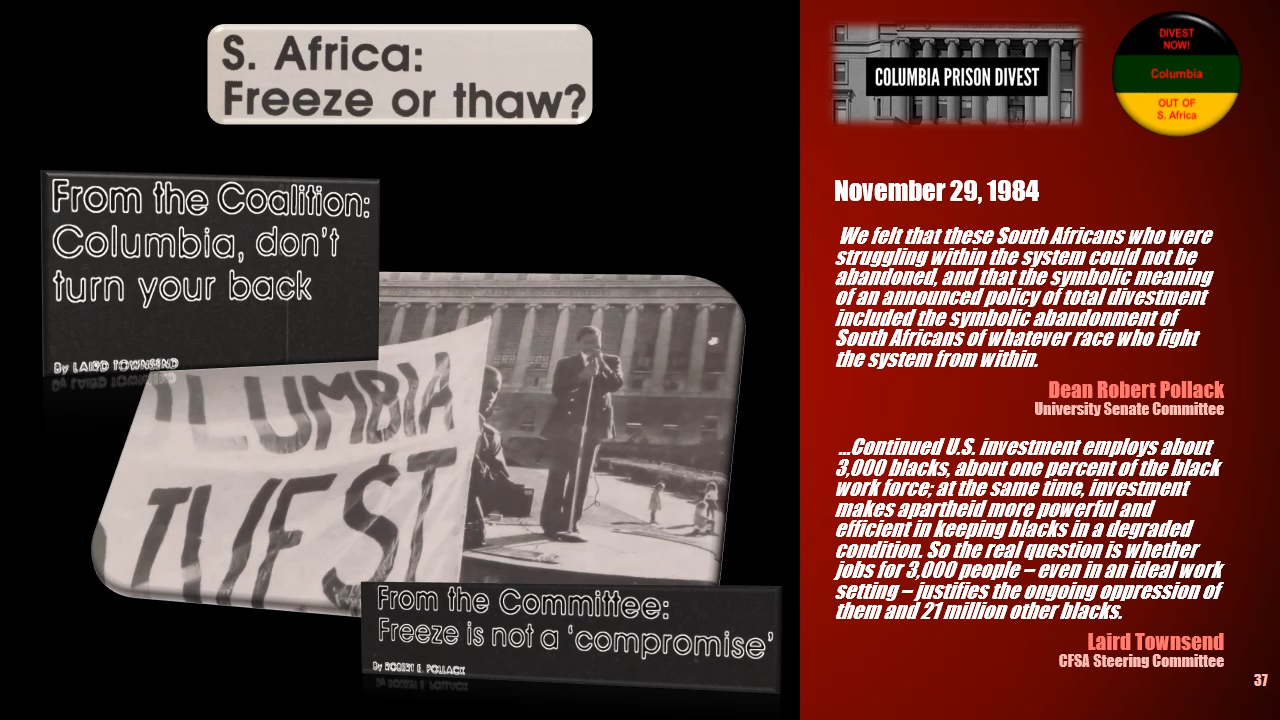 S. Africa:
Freeze or thaw?
From the Coalition:
Columbia, don't
turn your back
By LAIRD TOWNSEND
LUMBIA
VEST
From the Committee:
Freeze is not a 'compromise'
By ROBERT E. POLLACK
COLUMBIA PRISON DIVEST
DIVEST
NOW!
Columbia
OUT OF
S. Africa
November 29, 1984
We felt that these South Africans who were
struggling within the system could not be
abandoned, and that the symbolic meaning
of an announced policy of total divestment
included the symbolic abandonment of
South Africans of whatever race who fight
the system from within.
Dean Robert Pollack
University Senate Committee
...Continued U.S. investment employs about
3,000 blacks, about one percent of the black
work force; at the same time, investment
makes apartheid more powerful and
efficient in keeping blacks in a degraded
condition. So the real question is whether
jobs for 3,000 people – even in an ideal work
setting – justifies the ongoing oppression of
them and 21 million other blacks.
Laird Townsend
CFSA Steering Committee
37